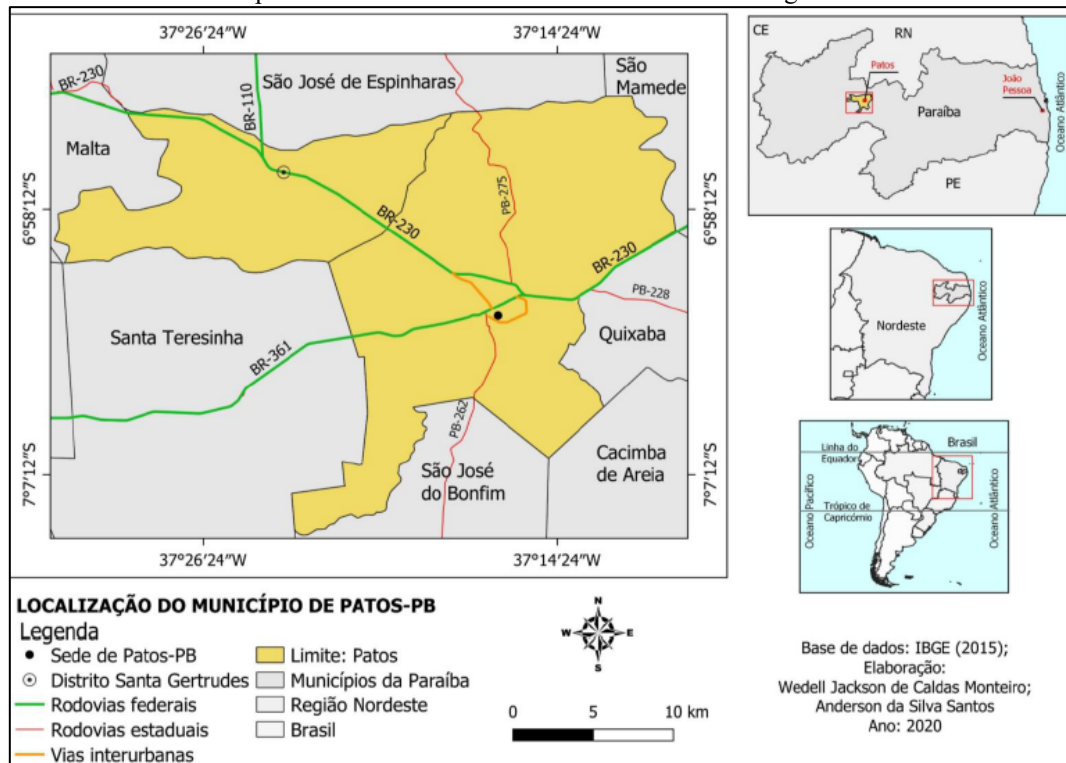 37°26′24″W
37°14′24″W
BR-230
BR-110
São José de Espinharas
São
Mamede
Malta
6°58′12″S
6°58′12″S
PB-275
BR-230
BR-230
PB-228
Santa Teresinha
BR-361
Quixaba
PB-262
São José
do Bonfim
Cacimba
de Areia
7°7′12″S
7°7′12″S
37°26′24″W
37°14′24″W
CE
RN
Patos
João
Pessoa
Paraíba
PE
Oceano Atlântico
Nordeste
Oceano Atlântico
Brasil
Linha do
Equador
Oceano Pacífico
Trópico de
Capricórnio
Oceano Atlântico
LOCALIZAÇÃO DO MUNICÍPIO DE PATOS-PB
Legenda
Sede de Patos-PB
Distrito Santa Gertrudes
Rodovias federais
Rodovias estaduais
Vias interurbanas
Limite: Patos
Municípios da Paraíba
Região Nordeste
Brasil
N
W E
S
0 5 10 km
Base de dados: IBGE (2015);
Elaboração:
Wedell Jackson de Caldas Monteiro;
Anderson da Silva Santos
Ano: 2020